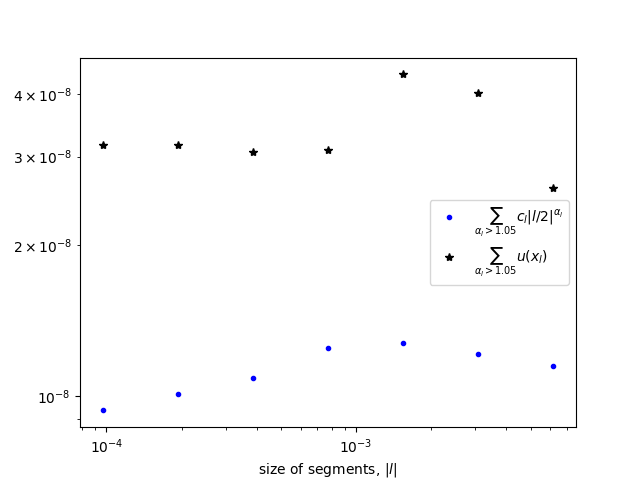 4 × 10⁻⁸
3 × 10⁻⁸
2 × 10⁻⁸
10⁻⁸
∑ c_l|l/2|^{α_l}
α_l>1.05
∑ u(x_l)
α_l>1.05
10⁻⁴
10⁻³
size of segments, |l|